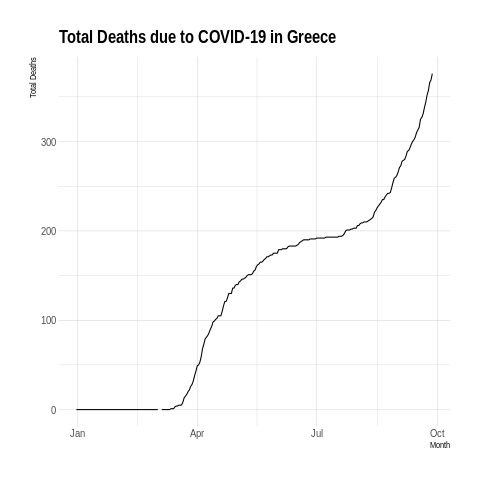 Total Deaths due to COVID-19 in Greece
Total Deaths
300
200
100
0
Jan Apr Jul Oct
Month